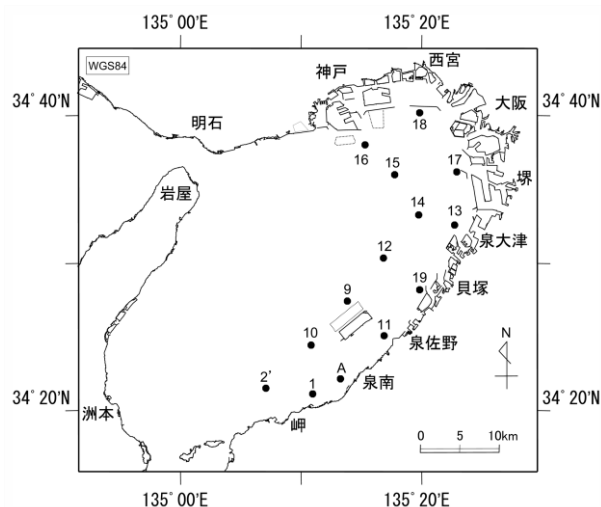 135° 00'
135° 20'
WGS84
西宮
神戸
34° 40'N
34° 40'N
大阪
明石
18
16
15
17
堺
岩屋
14
13
泉大津
12
19
貝塚
9
11
泉佐野
10
N
A
泉南
2'
1
34° 20'
34° 20'
洲本
岬
0 5 10km
135° 00'
135° 20'